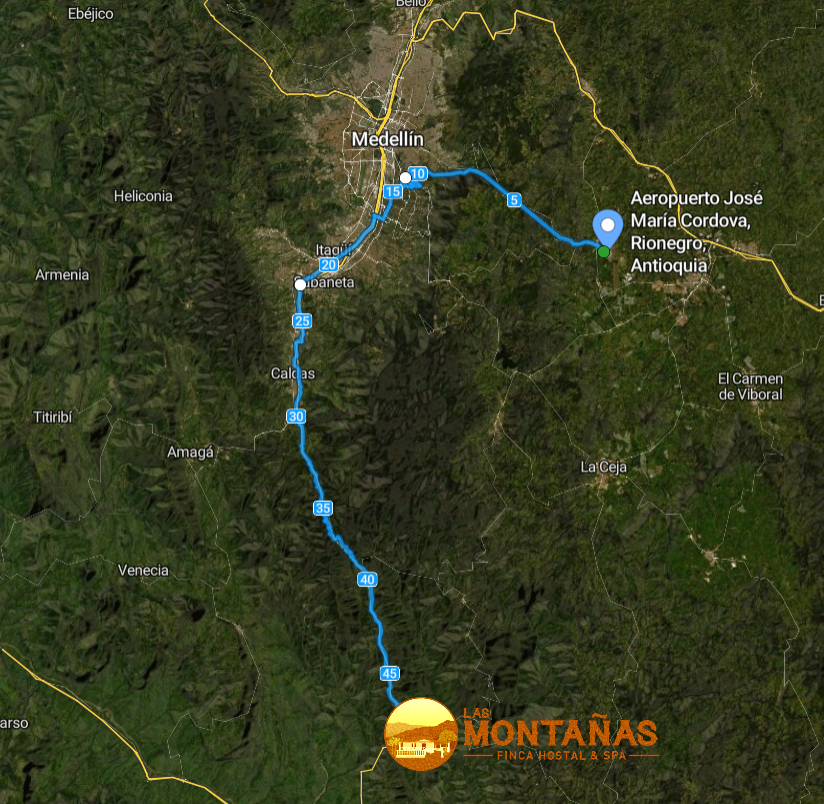 Bello
Ebéjico
Medellín
10
15
5
Heliconia
Aeropuerto José
María Cordova,
Rionegro,
Antioquia
Itagüí
20
Sabaneta
Armenia
25
Caldas
El Carmen
de Viboral
30
Titiribí
Amagá
La Ceja
35
Venecia
40
45
LAS
MONTAÑAS
FINCA HOSTAL & SPA
arso